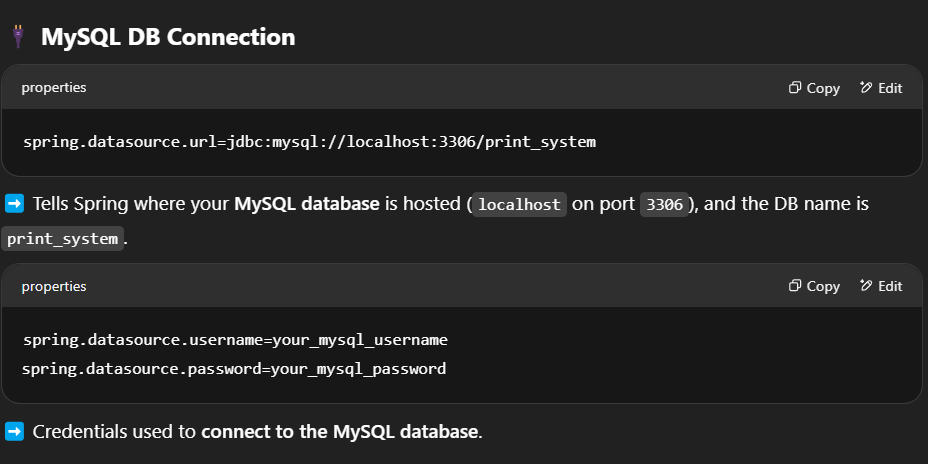 MySQL DB Connection
properties
Copy
Edit
spring.datasource.url=jdbc:mysql://localhost:3306/print_system
Tells Spring where your MySQL database is hosted (localhost on port 3306), and the DB name is
print_system.
properties
Copy
Edit
spring.datasource.username=your_mysql_username
spring.datasource.password=your_mysql_password
Credentials used to connect to the MySQL database.